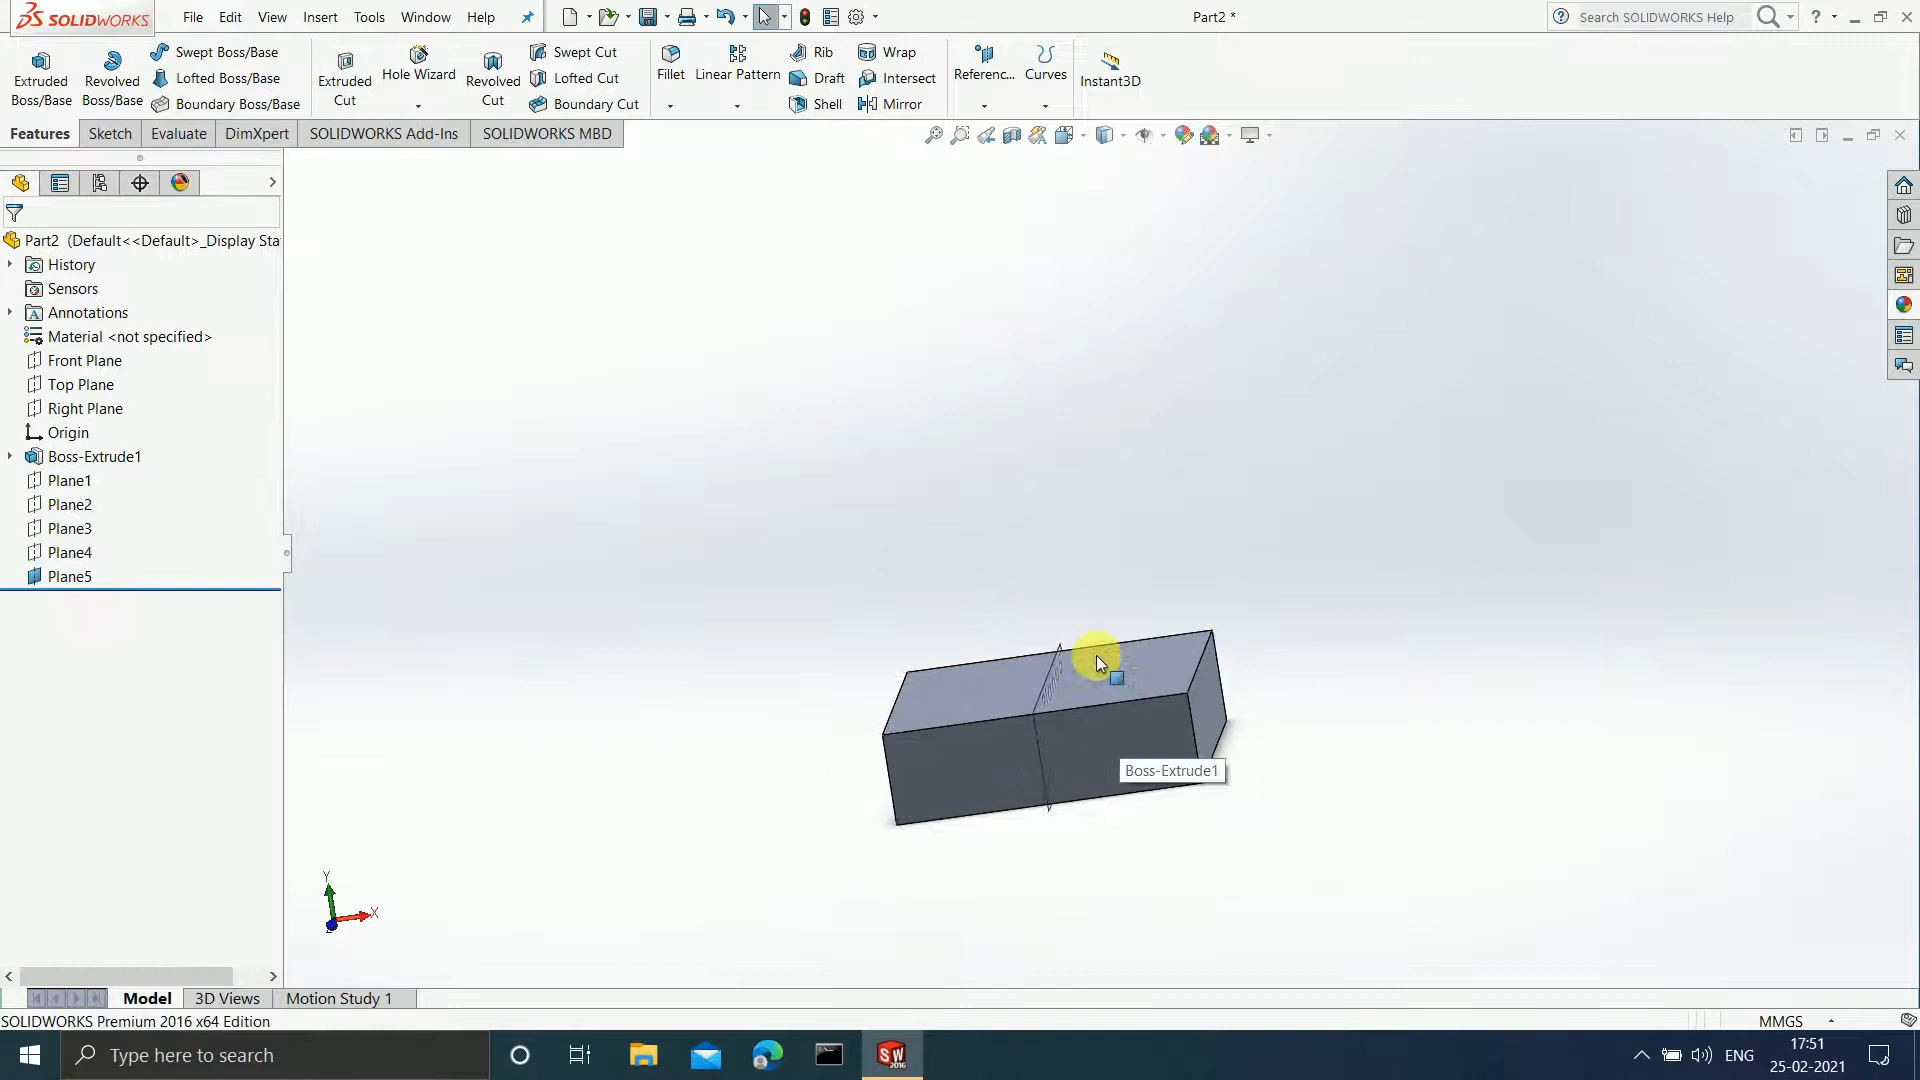 SOLIDWORKS File Edit View Insert Tools Window Help Part2 * Search SOLIDWORKS Help
Extruded Boss/Base
Revolved Boss/Base
Swept Boss/Base
Lofted Boss/Base
Boundary Boss/Base
Extruded Cut
Hole Wizard
Revolved Cut
Swept Cut
Lofted Cut
Boundary Cut
Fillet
Linear Pattern
Rib
Draft
Shell
Wrap
Intersect
Mirror
Referenc...
Curves
Instant3D
Features Sketch Evaluate DimXpert SOLIDWORKS Add-Ins SOLIDWORKS MBD
Part2 (Default<<Default>_Display Sta
History
Sensors
Annotations
Material <not specified>
Front Plane
Top Plane
Right Plane
Origin
Boss-Extrude1
Plane1
Plane2
Plane3
Plane4
Plane5
Boss-Extrude1
Y
X
Model 3D Views Motion Study 1
SOLIDWORKS Premium 2016 x64 Edition MMGS
Type here to search
SW
2016
ENG
17:51
25-02-2021